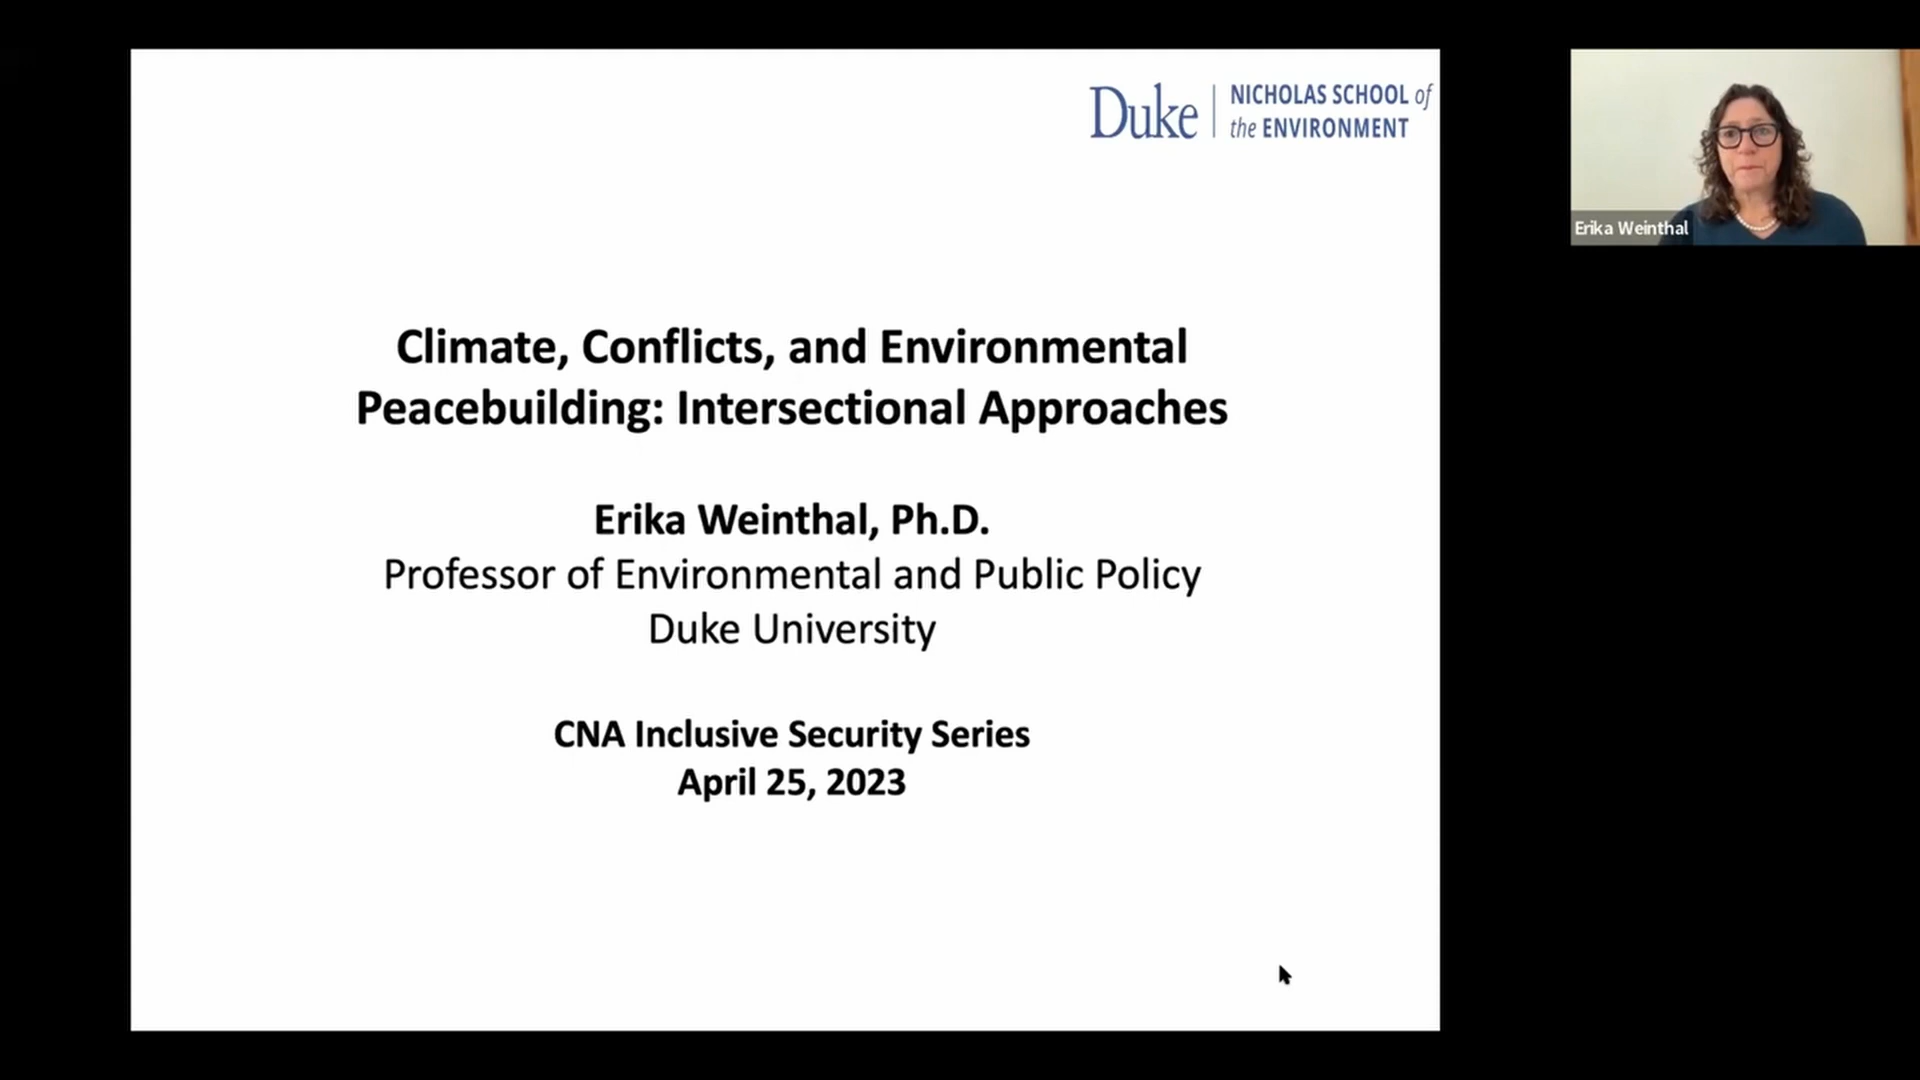 Duke
NICHOLAS SCHOOL of
the ENVIRONMENT
Climate, Conflicts, and Environmental
Peacebuilding: Intersectional Approaches
Erika Weinthal, Ph.D.
Professor of Environmental and Public Policy
Duke University
CNA Inclusive Security Series
April 25, 2023
Erika Weinthal